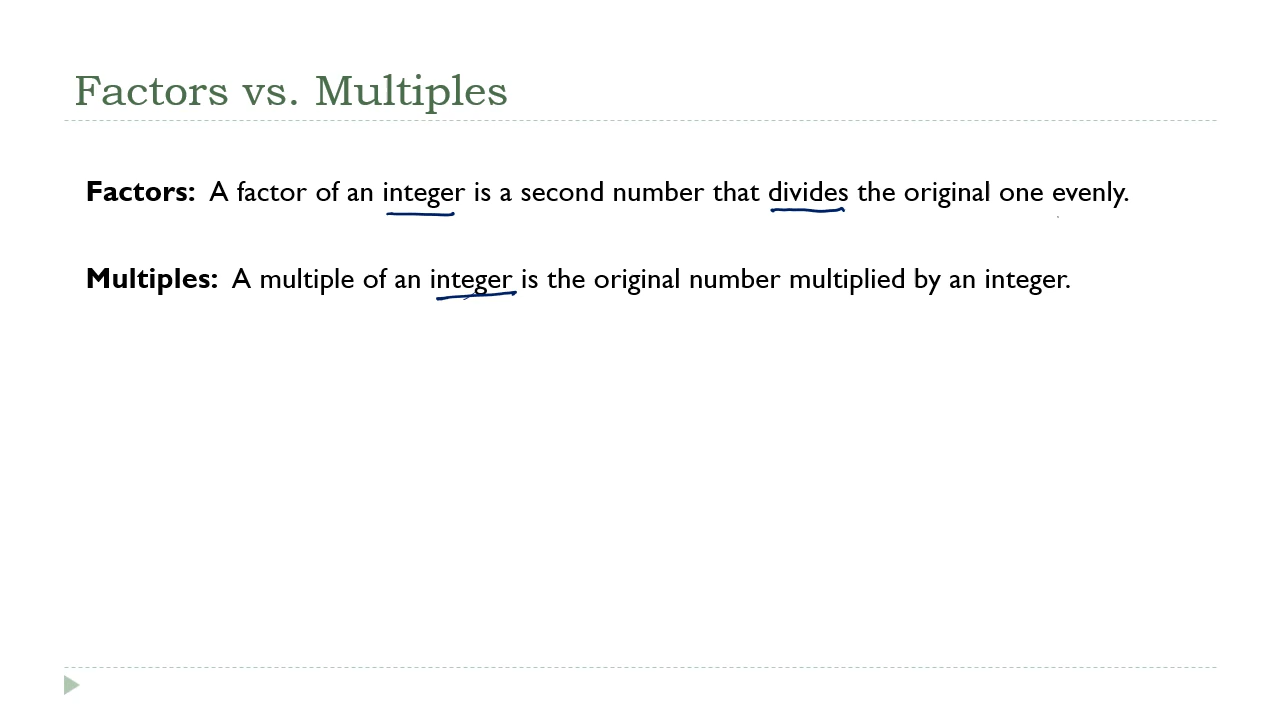 Factors vs. Multiples
Factors: A factor of an integer is a second number that divides the original one evenly.
Multiples: A multiple of an integer is the original number multiplied by an integer.